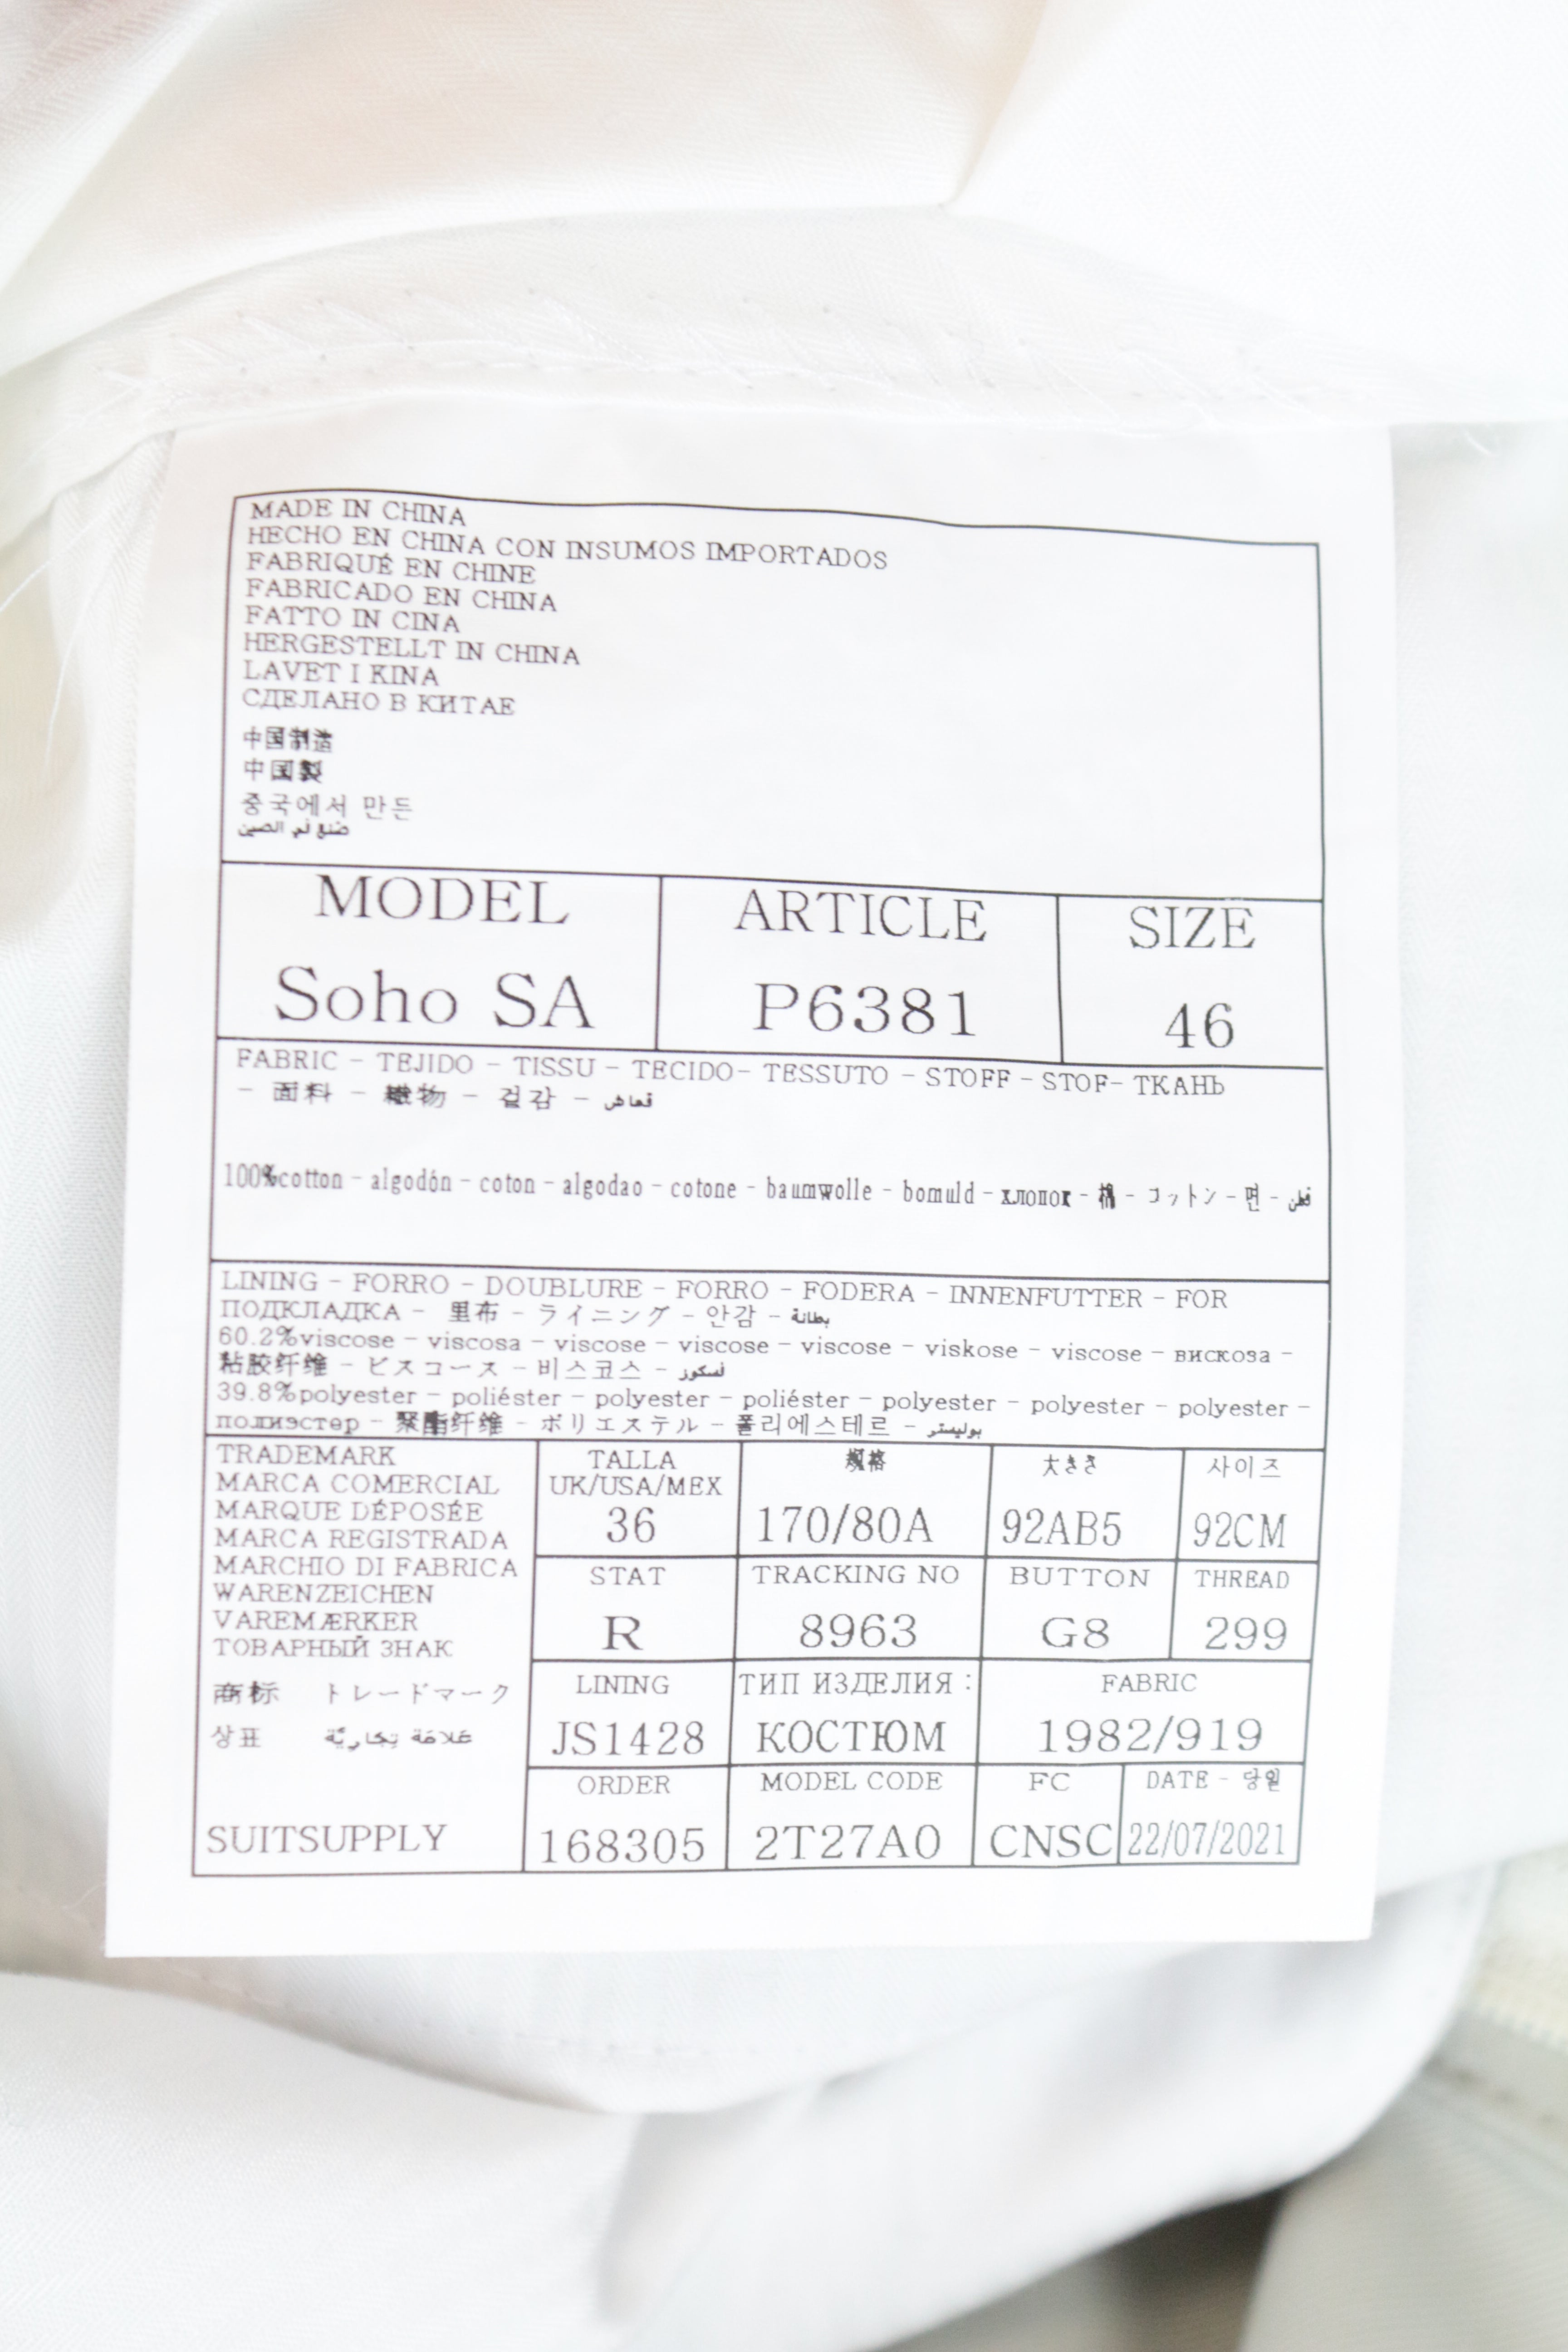 MADE IN CHINA
HECHO EN CHINA CON INSUMOS IMPORTADOS
FABRIQUÉ EN CHINE
FABRICADO EN CHINA
FATTO IN CINA
HERGESTELLT IN CHINA
LAVET I KINA
СДЕЛАНО В КИТАЕ
中国制造
中国製
중국에서 만든
صنع في الصين
MODEL ARTICLE SIZE
Soho SA P6381 46
FABRIC - TEJIDO - TISSU - TECIDO- TESSUTO - STOFF - STOF- ТКАНЬ
- 面料 - 織物 - 겉감 - قماش
100%cotton - algodón - coton - algodao - cotone - baumwolle - bomuld - хлопок - 棉 - コットン - 면 - قطن
LINING - FORRO - DOUBLURE - FORRO - FODERA - INNENFUTTER - FOR
ПОДКЛАДКА - 里布 - ライニング - 안감 - بطانة
60.2%viscose - viscosa - viscose - viscose - viscose - viskose - viscose - вискоза -
粘胶纤维 - ビスコース - 비스코스 - فسكوز
39.8%polyester - poliéster - polyester - poliéster - polyester - polyester - polyester -
полиэстер - 聚酯纤维 - ポリエステル - 폴리에스테르 - بوليستر
TRADEMARK
MARCA COMERCIAL
MARQUE DÉPOSÉE
MARCA REGISTRADA
MARCHIO DI FABRICA
WARENZEICHEN
VAREMÆRKER
ТОВАРНЫЙ ЗНАК
商标 トレードマーク
상표 عَلامَة تِجَارِيَّة
SUITSUPPLY
TALLA 规格 大きさ 사이즈
UK/USA/MEX
36 170/80A 92AB5 92CM
STAT TRACKING NO BUTTON THREAD
R 8963 G8 299
LINING ТИП ИЗДЕЛИЯ : FABRIC
JS1428 КОСТЮМ 1982/919
ORDER MODEL CODE FC DATE - 당일
168305 2T27A0 CNSC 22/07/2021